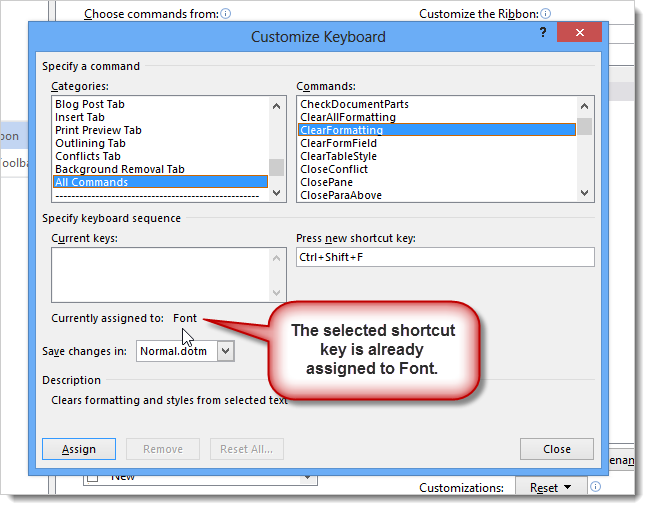 Choose commands from:
Customize the Ribbon:
Customize Keyboard
?
Specify a command
Categories:
Commands:
Blog Post Tab
Insert Tab
Print Preview Tab
Outlining Tab
Conflicts Tab
Background Removal Tab
All Commands
CheckDocumentParts
ClearAllFormatting
ClearFormatting
ClearFormField
ClearTableStyle
CloseConflict
ClosePane
CloseParaAbove
Specify keyboard sequence
Current keys:
Press new shortcut key:
Ctrl+Shift+F
Currently assigned to: Font
The selected shortcut
key is already
assigned to Font.
Save changes in: Normal.dotm
Description
Clears formatting and styles from selected text
Assign
Remove
Reset All...
Close
New
Customizations: Reset